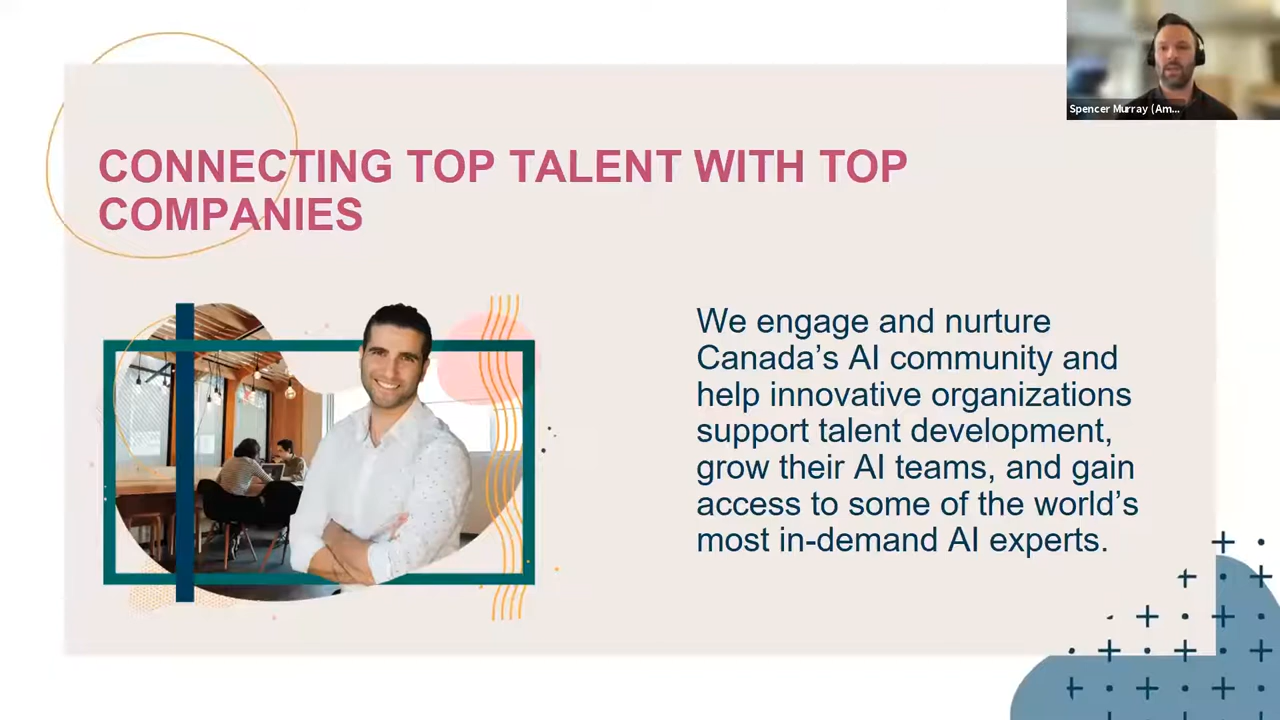 Spencer Murray (Am...
CONNECTING TOP TALENT WITH TOP
COMPANIES
We engage and nurture
Canada’s AI community and
help innovative organizations
support talent development,
grow their AI teams, and gain
access to some of the world’s
most in-demand AI experts.